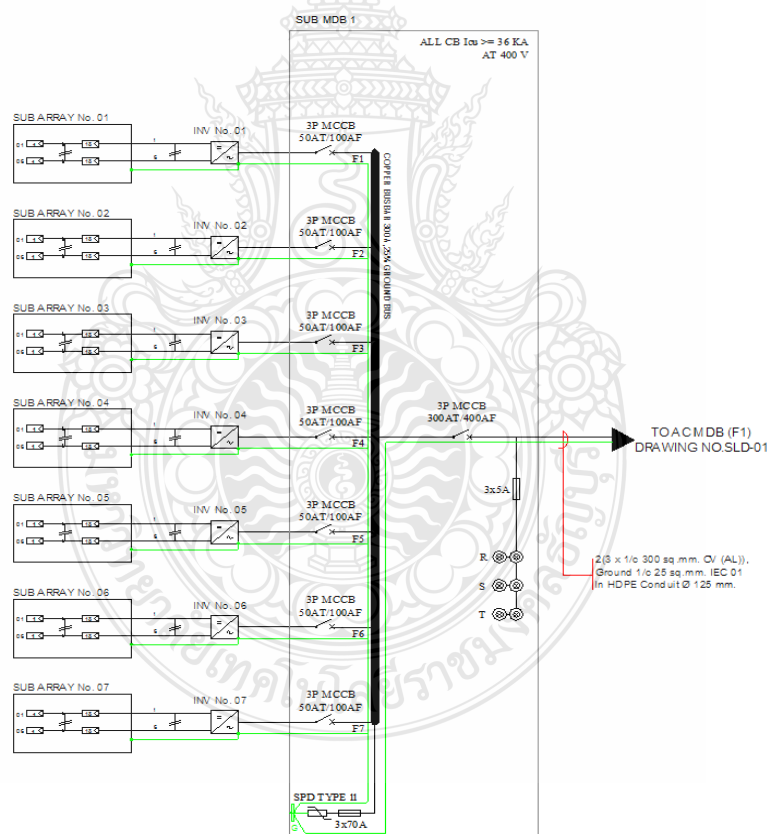 SUB MDB 1
ALL CB Icu >= 36 KA
AT 400 V
SUB ARRAY No. 01
INV No. 01
3P MCCB
50AT/100AF
F1
COPPER BUSBAR 300A, 25% GROUND BUS
SUB ARRAY No. 02
INV No. 02
3P MCCB
50AT/100AF
F2
SUB ARRAY No. 03
INV No. 03
3P MCCB
50AT/100AF
F3
SUB ARRAY No. 04
INV No. 04
3P MCCB
50AT/100AF
F4
3P MCCB
300AT/400AF
TO AC MDB (F1)
DRAWING NO.SLD-01
3x5A
SUB ARRAY No. 05
INV No. 05
3P MCCB
50AT/100AF
F5
R
S
T
2(3 x 1/c 300 sq.mm. CV (AL)),
Ground 1/c 25 sq.mm. IEC 01
In HDPE Conduit Ø 125 mm.
SUB ARRAY No. 06
INV No. 06
3P MCCB
50AT/100AF
F6
SUB ARRAY No. 07
INV No. 07
3P MCCB
50AT/100AF
F7
SPD TYPE II
3x70A
G